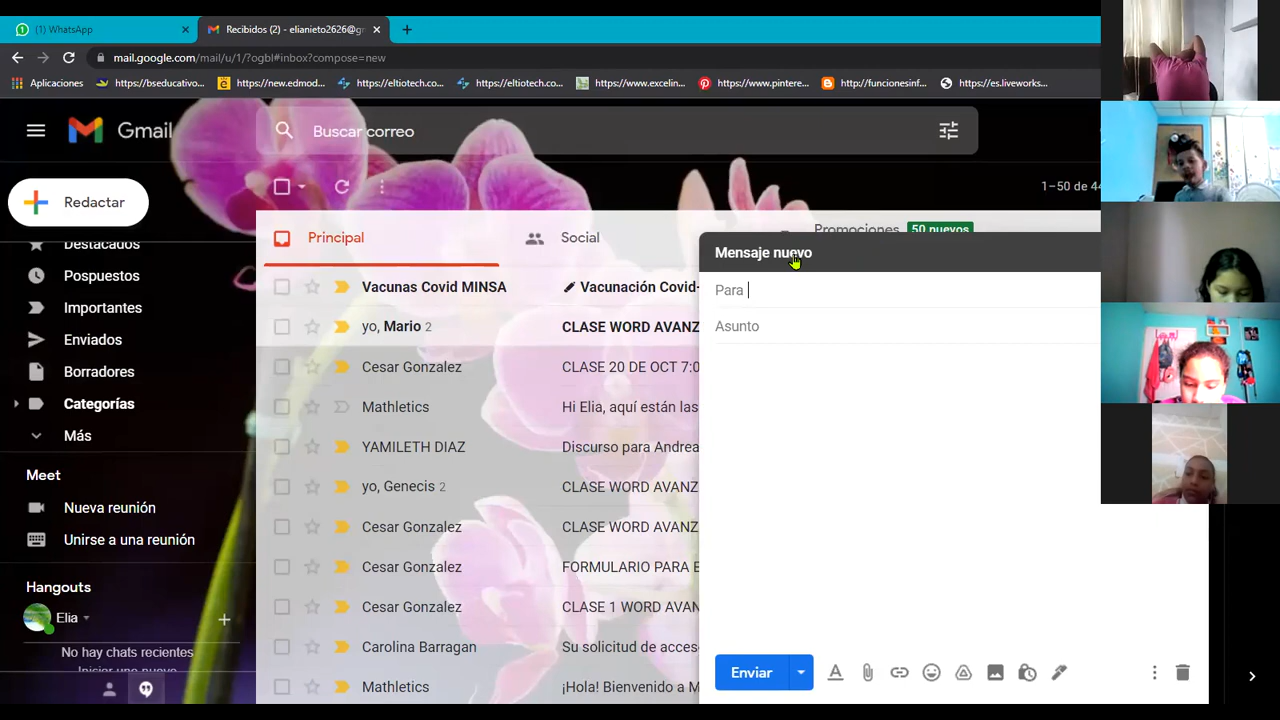 (1) WhatsApp
Recibidos (2) - elianieto2626@g
mail.google.com/mail/u/1/?ogbl#inbox?compose=new
Aplicaciones
https://bseducativo...
https://new.edmod...
https://eltiotech.co...
https://eltiotech.co...
https://www.excelin...
https://www.pintere...
http://funcionesinf...
https://es.liveworks...
Gmail
Buscar correo
Redactar
1–50 de 44
Destacados
Pospuestos
Importantes
Enviados
Borradores
Categorías
Más
Meet
Nueva reunión
Unirse a una reunión
Hangouts
Elia
No hay chats recientes
Iniciar uno nuevo
Principal
Social
Promociones
50 nuevos
Vacunas Covid MINSA
Vacunación Covid-
yo, Mario 2
CLASE WORD AVANZ
Cesar Gonzalez
CLASE 20 DE OCT 7:0
Mathletics
Hi Elia, aquí están las
YAMILETH DIAZ
Discurso para Andrea
yo, Genecis 2
CLASE WORD AVANZ
Cesar Gonzalez
CLASE WORD AVANZ
Cesar Gonzalez
FORMULARIO PARA E
Cesar Gonzalez
CLASE 1 WORD AVAN
Carolina Barragan
Su solicitud de acces
Mathletics
¡Hola! Bienvenido a M
Mensaje nuevo
Para
Asunto
Enviar